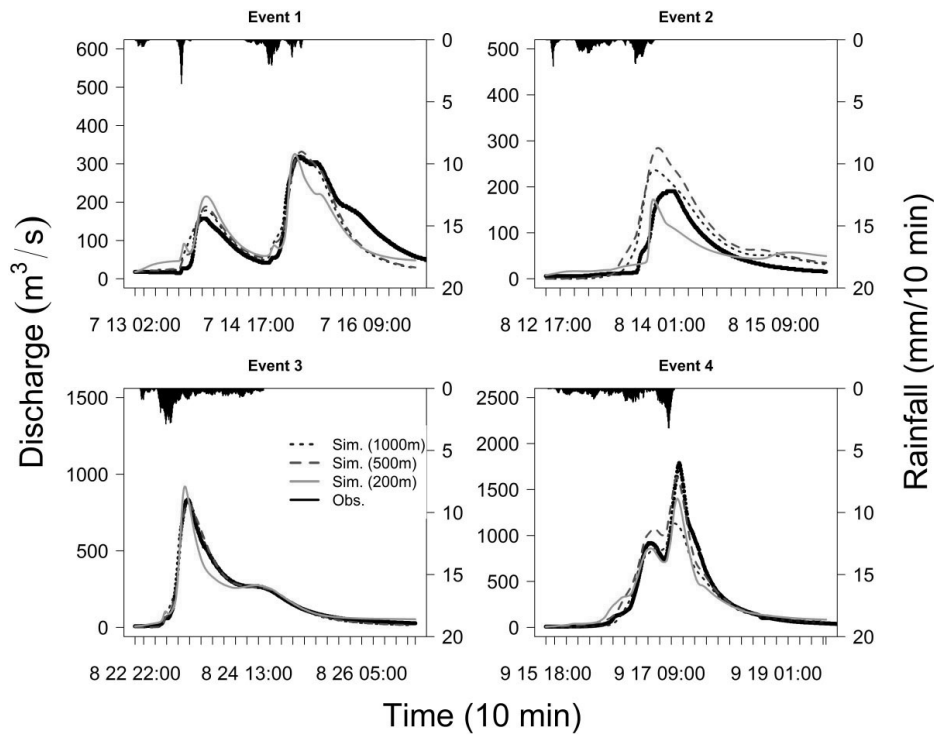 Event 1
600
500
400
300
200
100
0
0
5
10
15
20
7 13 02:00 7 14 17:00 7 16 09:00
Event 2
500
400
300
200
100
0
0
5
10
15
20
8 12 17:00 8 14 01:00 8 15 09:00
Event 3
1500
1000
500
0
0
5
10
15
20
Sim. (1000m)
Sim. (500m)
Sim. (200m)
Obs.
8 22 22:00 8 24 13:00 8 26 05:00
Event 4
2500
2000
1500
1000
500
0
0
5
10
15
20
9 15 18:00 9 17 09:00 9 19 01:00
Discharge (m³/s)
Rainfall (mm/10 min)
Time (10 min)